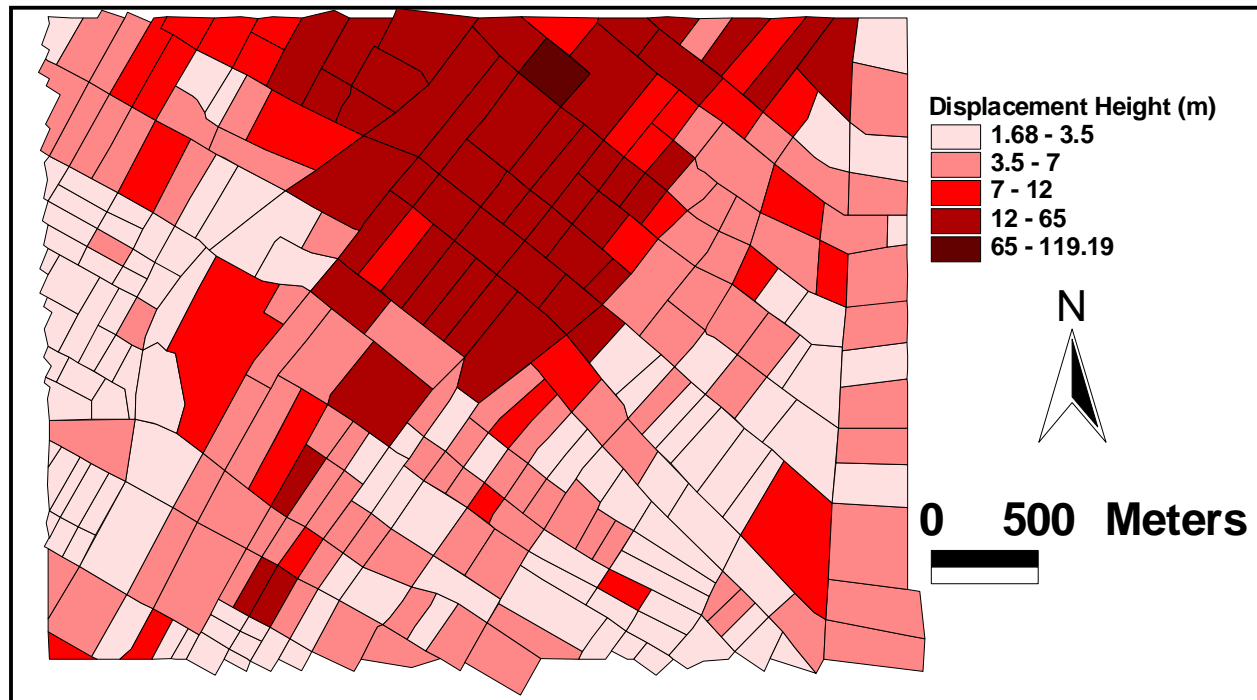 Displacement Height (m)
1.68 - 3.5
3.5 - 7
7 - 12
12 - 65
65 - 119.19
N
0 500 Meters